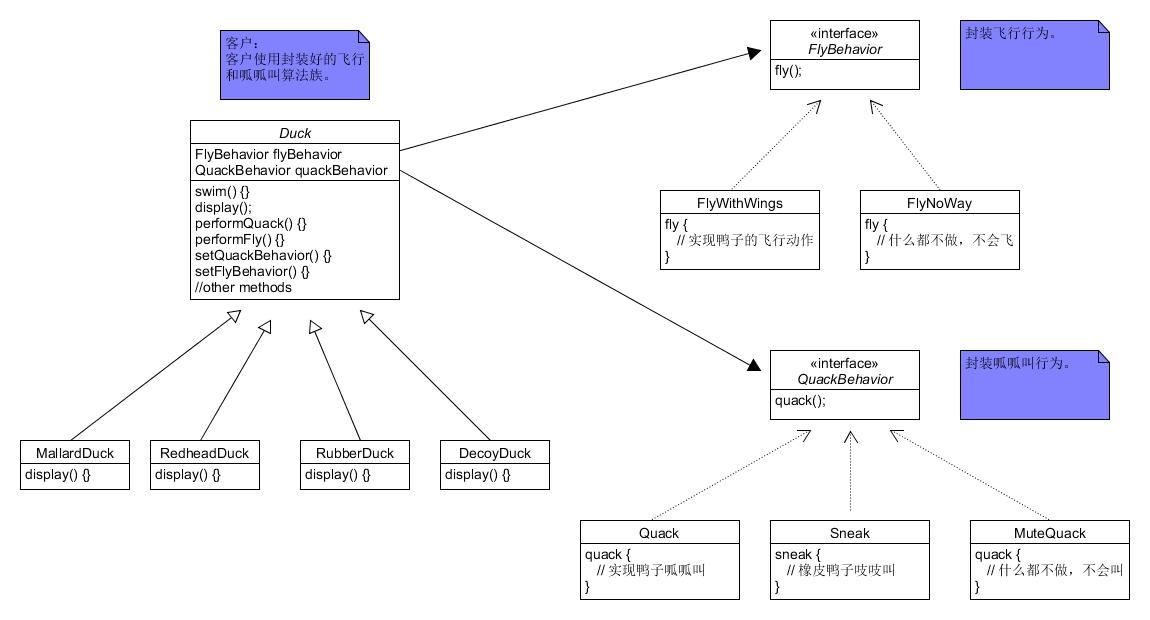 客户：
客户使用封装好的飞行
和呱呱叫算法族。
Duck
FlyBehavior flyBehavior
QuackBehavior quackBehavior
swim() {}
display();
performQuack() {}
performFly() {}
setQuackBehavior() {}
setFlyBehavior() {}
//other methods
«interface»
FlyBehavior
fly();
封装飞行行为。
FlyWithWings
fly {
// 实现鸭子的飞行动作
}
FlyNoWay
fly {
// 什么都不做，不会飞
}
«interface»
QuackBehavior
quack();
封装呱呱叫行为。
MallardDuck
display() {}
RedheadDuck
display() {}
RubberDuck
display() {}
DecoyDuck
display() {}
Quack
quack {
// 实现鸭子呱呱叫
}
Sneak
sneak {
// 橡皮鸭子吱吱叫
}
MuteQuack
quack {
// 什么都不做，不会叫
}